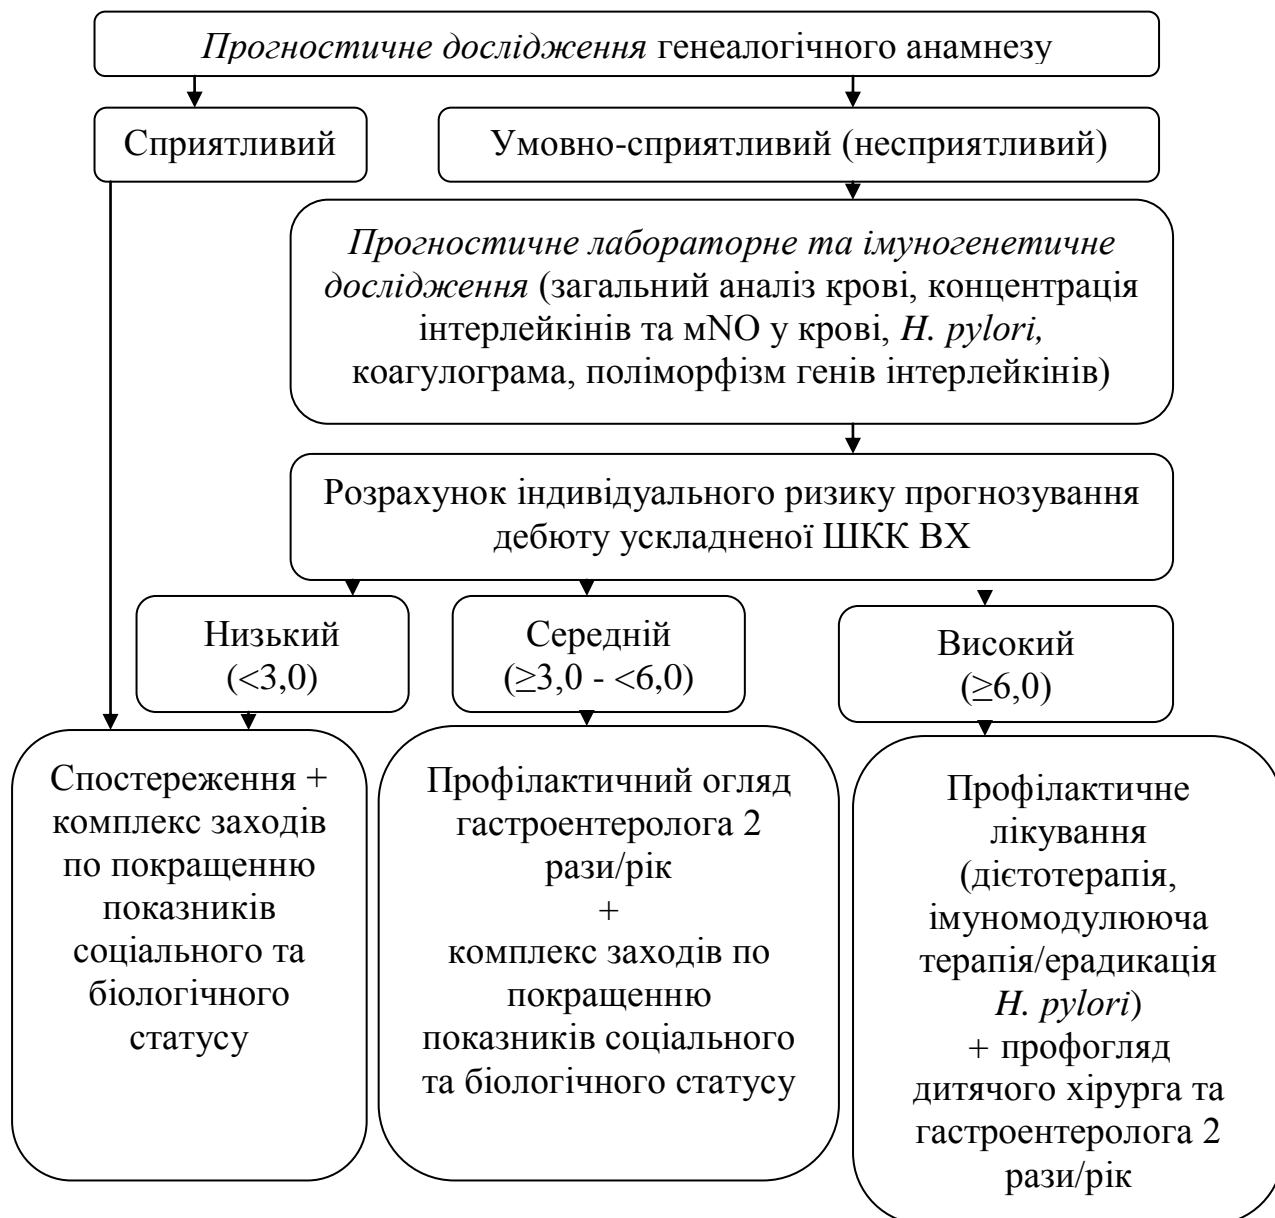 Прогностичне дослідження генеалогічного анамнезу
Сприятливий
Умовно-сприятливий (несприятливий)
Прогностичне лабораторне та імуногенетичне
дослідження (загальний аналіз крові, концентрація
інтерлейкінів та мNO у крові, H. pylori,
коагулограма, поліморфізм генів інтерлейкінів)
Розрахунок індивідуального ризику прогнозування
дебюту ускладненої ШКК ВХ
Низький
(<3,0)
Середній
(≥3,0 - <6,0)
Високий
(≥6,0)
Спостереження +
комплекс заходів
по покращенню
показників
соціального та
біологічного
статусу
Профілактичний огляд
гастроентеролога 2
рази/рік
+
комплекс заходів по
покращенню
показників соціального
та біологічного статусу
Профілактичне
лікування
(дієтотерапія,
імуномодулююча
терапія/ерадикація
H. pylori)
+ профогляд
дитячого хірурга та
гастроентеролога 2
рази/рік